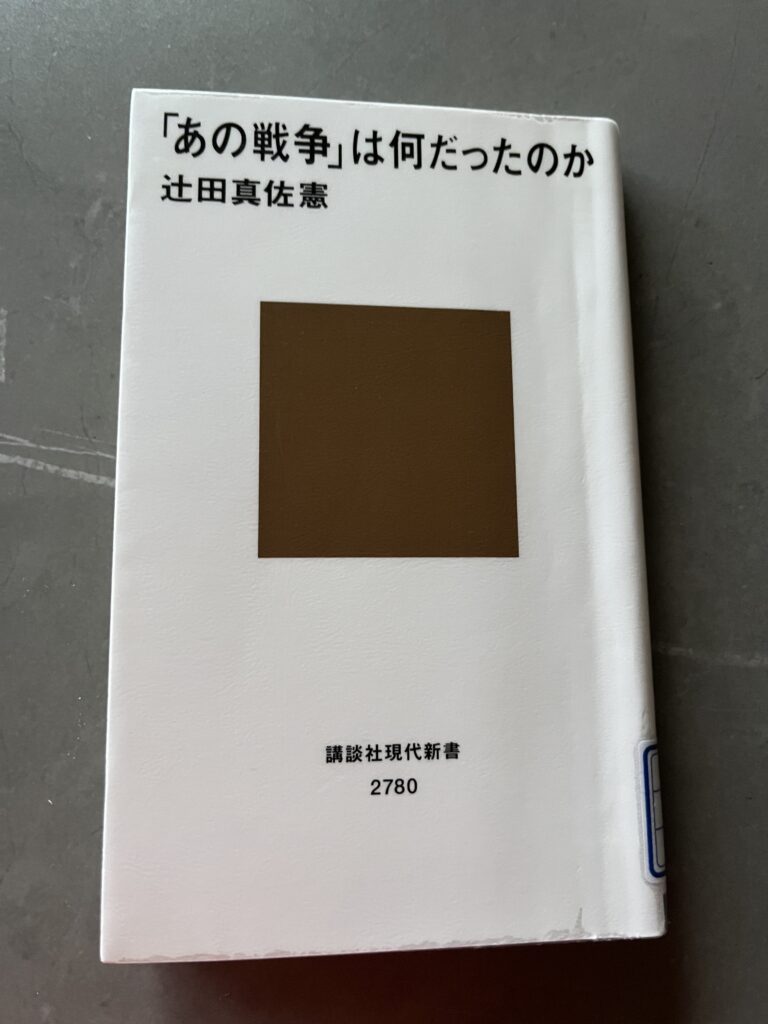 「あの戦争」は何だったのか
辻田真佐憲
講談社現代新書
2780